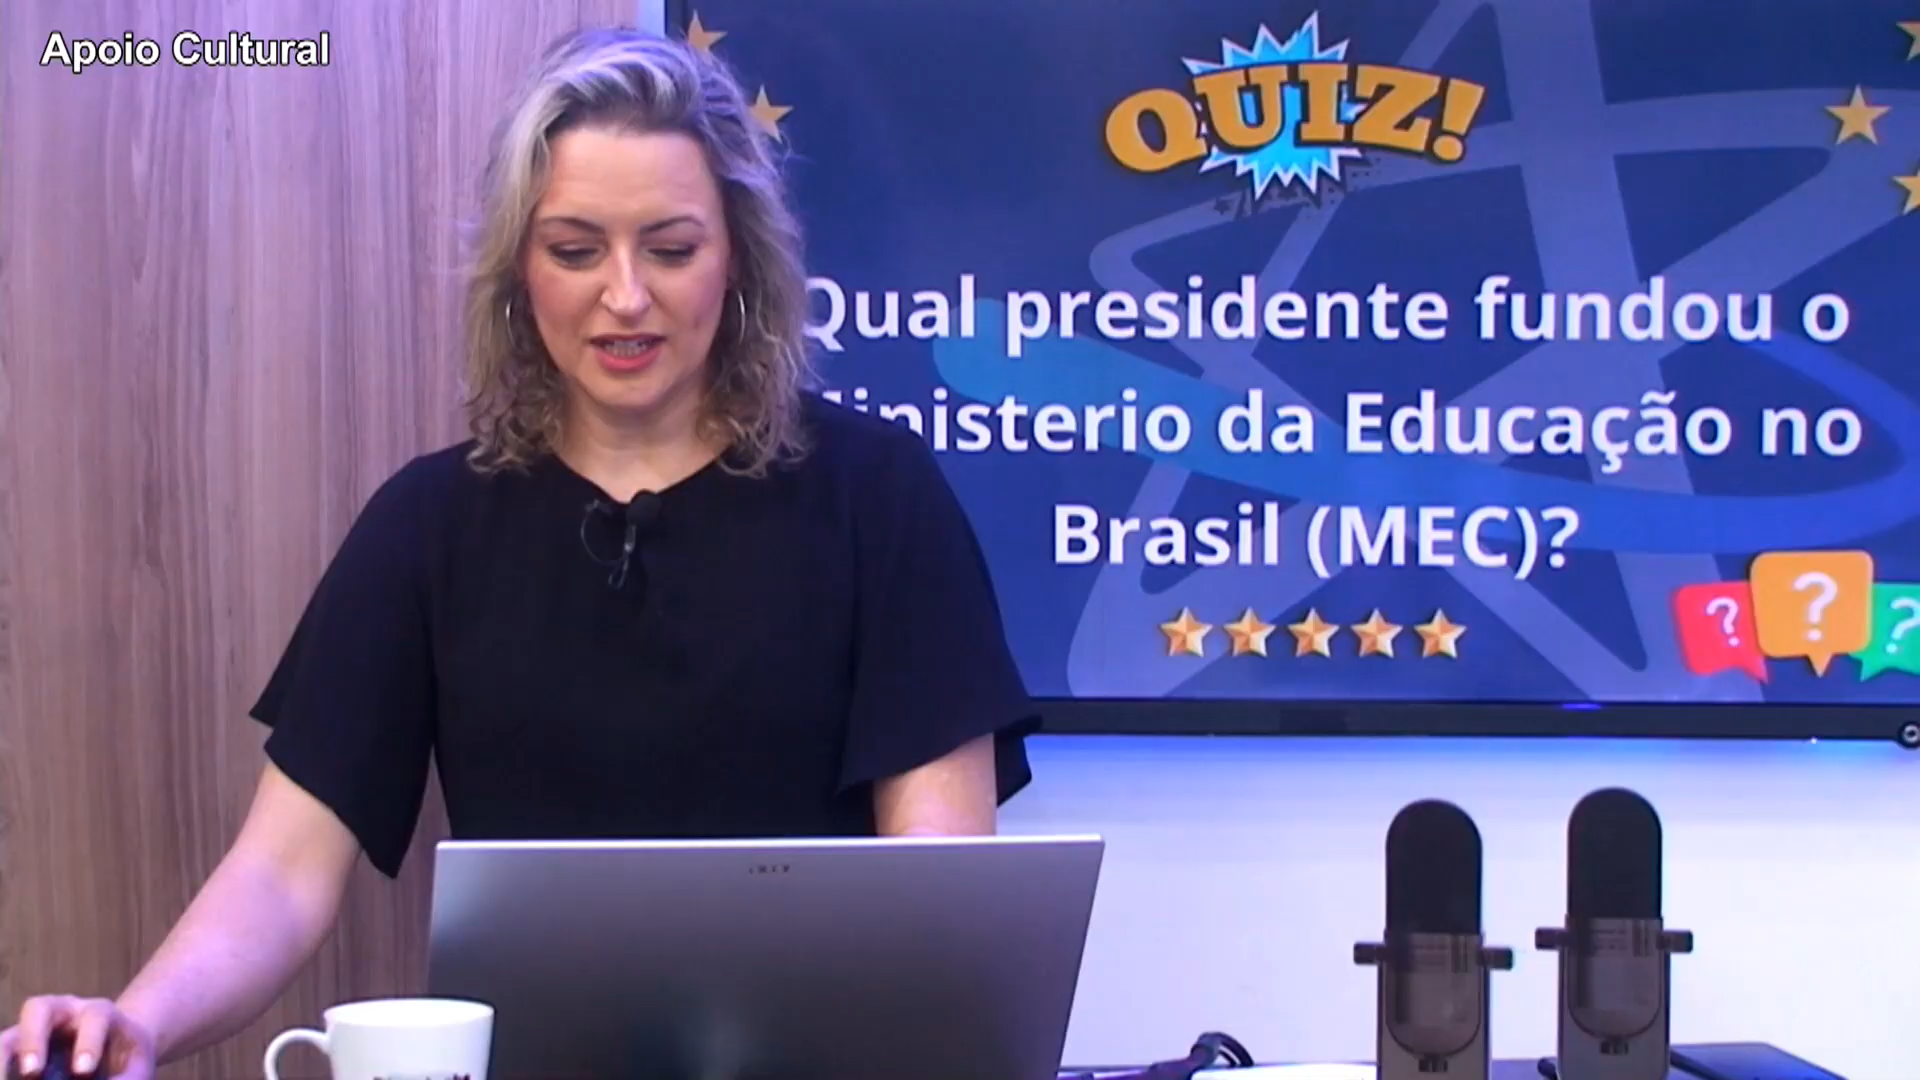 Apoio Cultural
QUIZ!
Qual presidente fundou o
inisterio da Educação no
Brasil (MEC)?
? ? ?